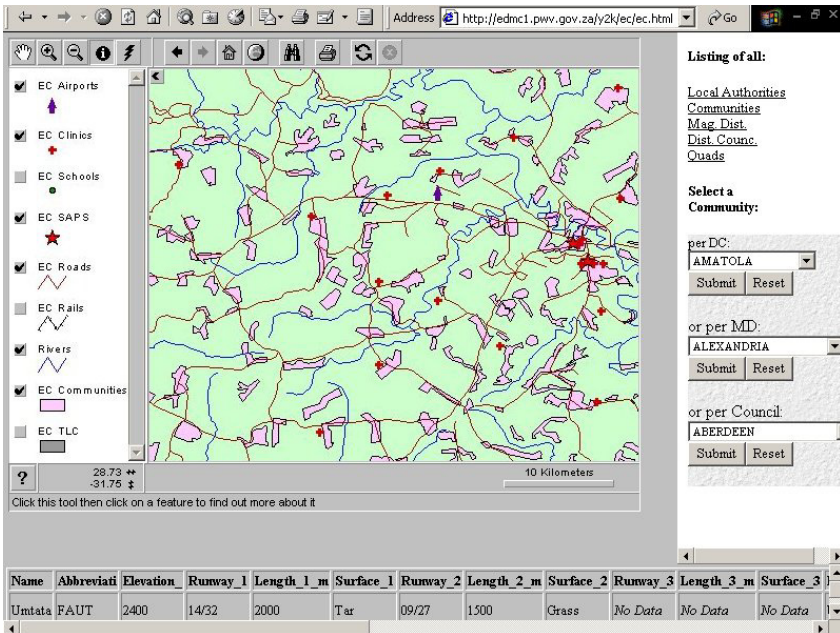 Address http://edmc1.pwv.gov.za/y2k/ec/ec.html Go
EC Airports
EC Clinics
EC Schools
EC SAPS
EC Roads
EC Rails
Rivers
EC Communities
EC TLC
? 28.73
-31.75
10 Kilometers
Click this tool then click on a feature to find out more about it
Listing of all:
Local Authorities
Communities
Mag. Dist.
Dist. Counc.
Quads
Select a
Community:
per DC:
AMATOLA
Submit Reset
or per MD:
ALEXANDRIA
Submit Reset
or per Council:
ABERDEEN
Submit Reset
Name Abbreviati Elevation_ Runway_1 Length_1_m Surface_1 Runway_2 Length_2_m Surface_2 Runway_3 Length_3_m Surface_3
Umtata FAUT 2400 14/32 2000 Tar 09/27 1500 Grass No Data No Data No Data